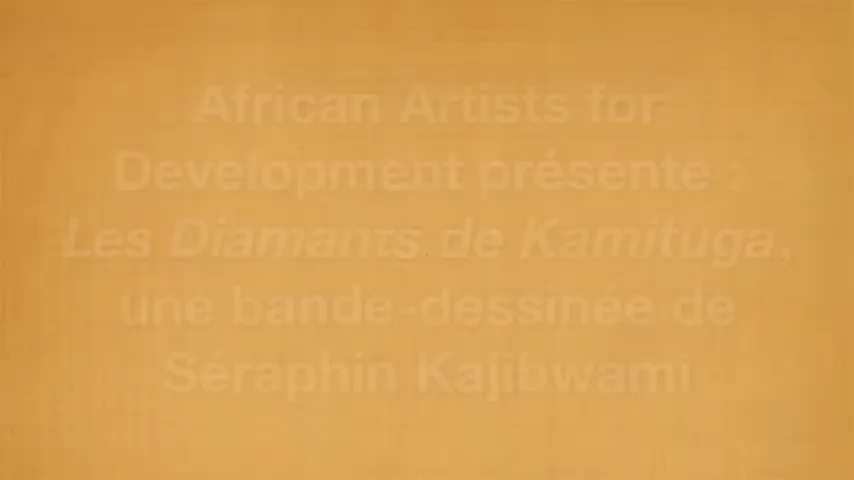 African Artists for
Development présente :
Les Diamants de Kamituga,
une bande-dessinée de
Séraphin Kajibwami